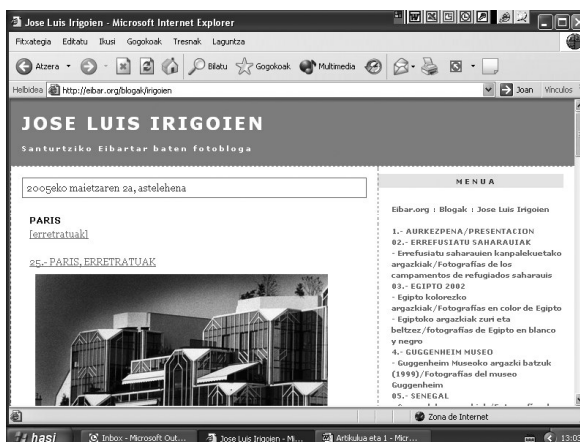 Jose Luis Irigoien - Microsoft Internet Explorer
Fitxategia Editatu Ikusi Gogokoak Tresnak Laguntza
Atzera Bilatu Gogokoak Multimedia
Helbidea http://eibar.org/blogak/irigoien Joan Vínculos
JOSE LUIS IRIGOIEN
Santurtziko Eibartar baten fotobloga
2005eko maietzaren 2a, astelehena
PARIS
[erretratuak]
25.- PARIS, ERRETRATUAK
MENUA
Eibar.org : Blogak : Jose Luis Irigoien
1.- AURKEZPENA/PRESENTACION
02.- ERREFUSIATU SAHARAUIAK
- Errefusiatu saharauien kanpalekuetako
argazkiak/Fotografías de los
campamentos de refugiados saharauis
03.- EGIPTO 2002
- Egipto kolorezko
argazkiak/Fotografías en color de Egipto
- Egiptoko argazkiak zuri eta
beltzez/fotografías de Egipto en blanco
y negro
4.- GUGGENHEIM MUSEO
- Guggenheim Museoko argazki batzuk
(1999)/Fotografías del museo
Guggenheim
05.- SENEGAL
Zona de Internet
hasi Inbox - Microsoft Out... Jose Luis Irigoien - Mi... Artikulua eta 1 - Micr... 13:03